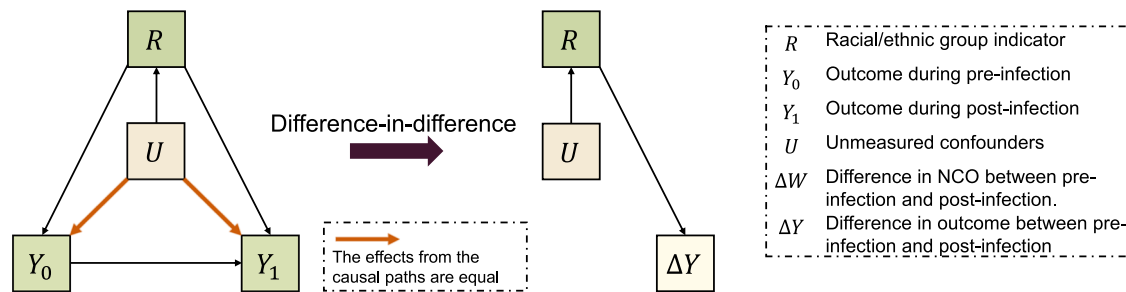 R
U
Y₀
Y₁
Difference-in-difference
The effects from the
causal paths are equal
R
U
ΔY
R Racial/ethnic group indicator
Y₀ Outcome during pre-infection
Y₁ Outcome during post-infection
U Unmeasured confounders
ΔW Difference in NCO between pre-
infection and post-infection.
ΔY Difference in outcome between pre-
infection and post-infection